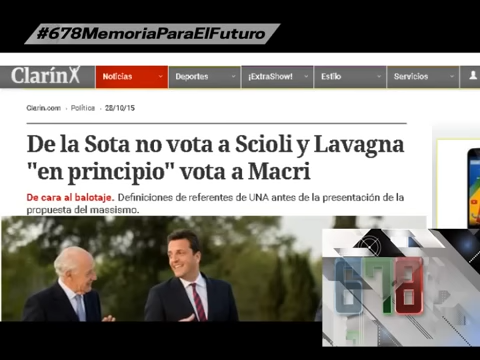 #678MemoriaParaElFuturo
Clarín
Noticias
Deportes
¡ExtraShow!
Estilo
Servicios
Clarin.com › Política › 28/10/15
De la Sota no vota a Scioli y Lavagna
"en principio" vota a Macri
De cara al balotaje. Definiciones de referentes de UNA antes de la presentación de la
propuesta del massismo.
678